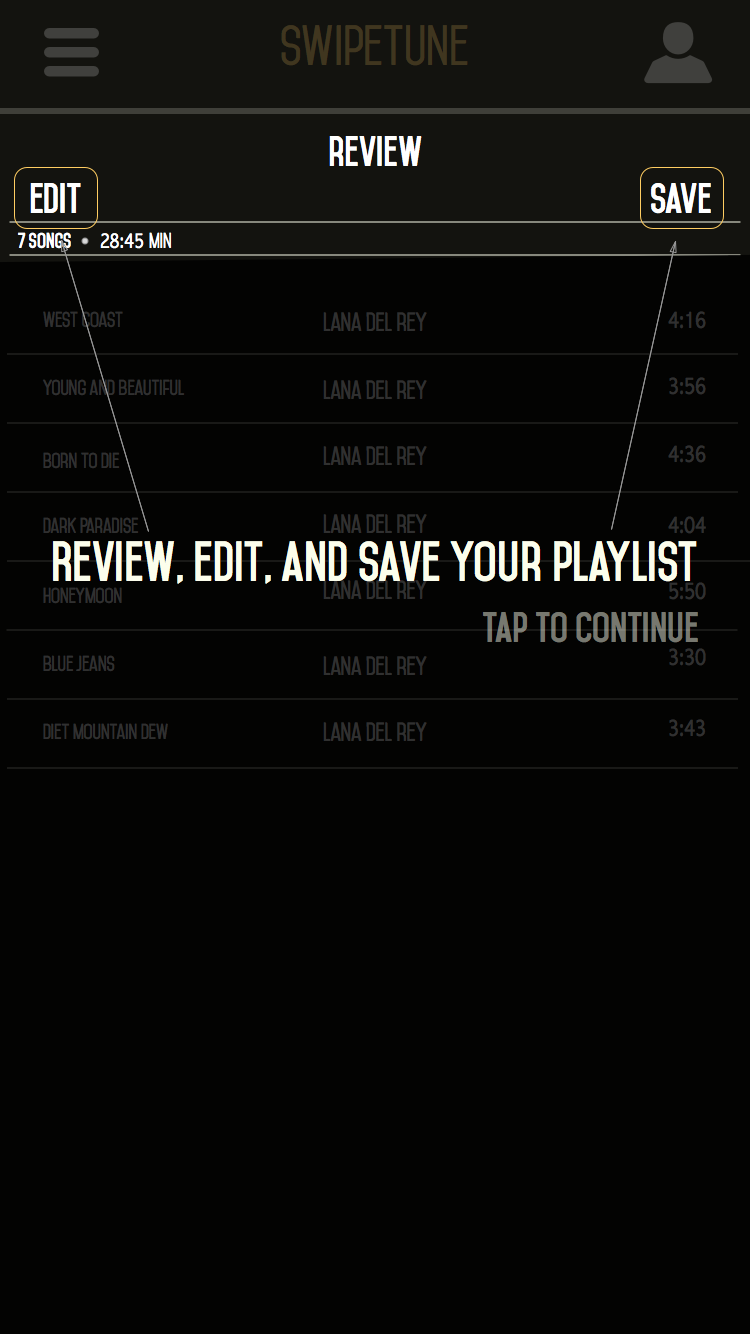 SWIPETUNE
REVIEW
EDIT
SAVE
7 SONGS • 28:45 MIN
WEST COAST LANA DEL REY 4:16
YOUNG AND BEAUTIFUL LANA DEL REY 3:56
BORN TO DIE LANA DEL REY 4:36
DARK PARADISE LANA DEL REY 4:04
REVIEW, EDIT, AND SAVE YOUR PLAYLIST
HONEYMOON LANA DEL REY 5:50
TAP TO CONTINUE
BLUE JEANS LANA DEL REY 3:30
DIET MOUNTAIN DEW LANA DEL REY 3:43